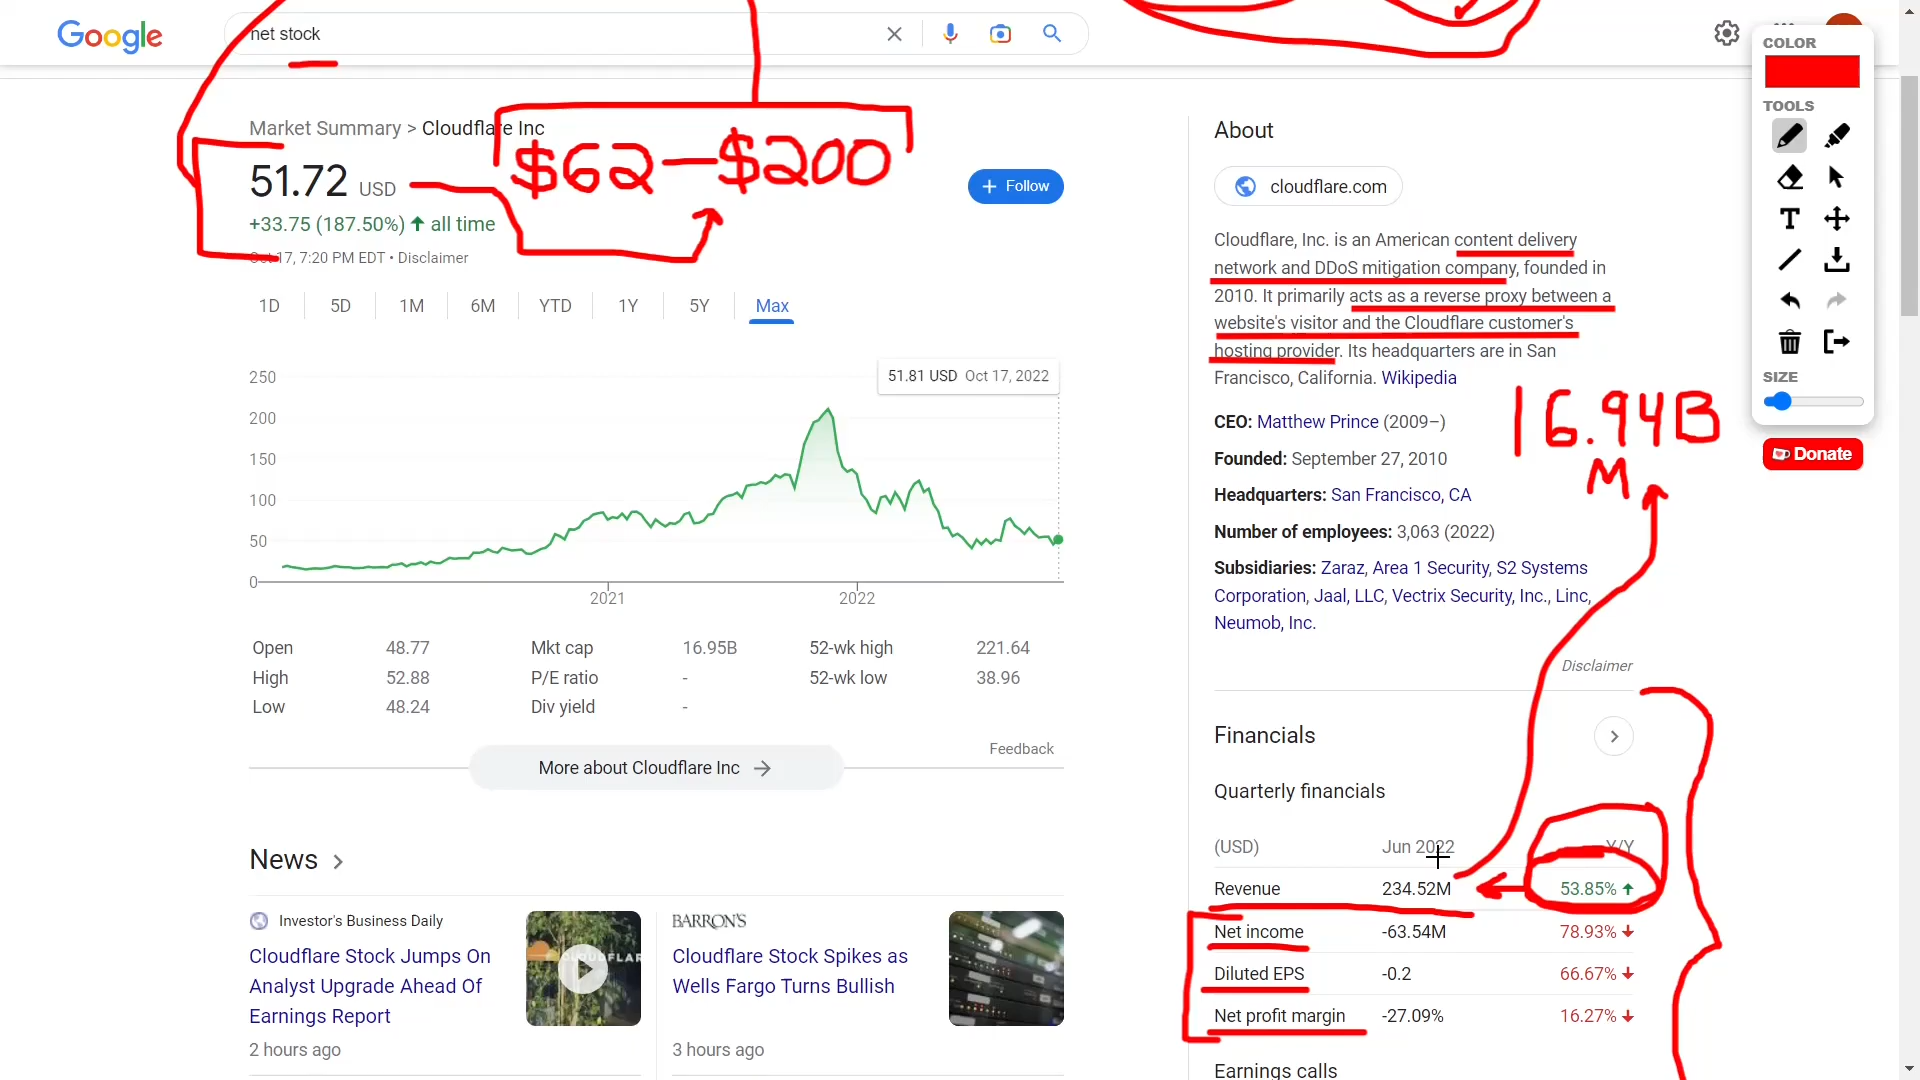 Google
net stock
Market Summary > Cloudflare Inc
51.72 USD
$62—$200
+33.75 (187.50%) ↑ all time
Oct 17, 7:20 PM EDT • Disclaimer
+ Follow
1D 5D 1M 6M YTD 1Y 5Y Max
51.81 USD Oct 17, 2022
250
200
150
100
50
0
2021 2022
Open 48.77 Mkt cap 16.95B 52-wk high 221.64
High 52.88 P/E ratio - 52-wk low 38.96
Low 48.24 Div yield -
Feedback
More about Cloudflare Inc →
News >
Investor's Business Daily
Cloudflare Stock Jumps On
Analyst Upgrade Ahead Of
Earnings Report
2 hours ago
CLOUDFLAR
BARRON'S
Cloudflare Stock Spikes as
Wells Fargo Turns Bullish
3 hours ago
About
cloudflare.com
Cloudflare, Inc. is an American content delivery
network and DDoS mitigation company, founded in
2010. It primarily acts as a reverse proxy between a
website's visitor and the Cloudflare customer's
hosting provider. Its headquarters are in San
Francisco, California. Wikipedia
16.94B
M
CEO: Matthew Prince (2009–)
Founded: September 27, 2010
Headquarters: San Francisco, CA
Number of employees: 3,063 (2022)
Subsidiaries: Zaraz, Area 1 Security, S2 Systems
Corporation, Jaal, LLC, Vectrix Security, Inc., Linc,
Neumob, Inc.
Disclaimer
Financials
Quarterly financials
(USD) Jun 2022 Y/Y
Revenue 234.52M 53.85% ↑
Net income -63.54M 78.93% ↓
Diluted EPS -0.2 66.67% ↓
Net profit margin -27.09% 16.27% ↓
Earnings calls
COLOR
TOOLS
T
SIZE
Donate